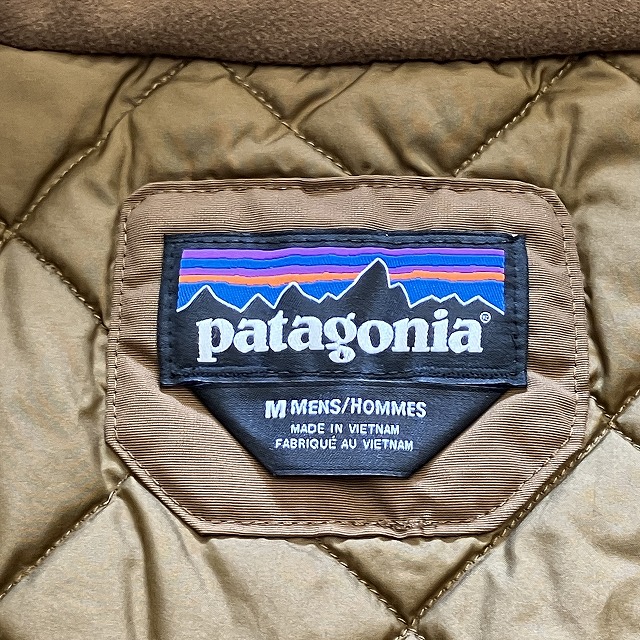 patagonia®
M MENS/HOMMES
MADE IN VIETNAM
FABRIQUÉ AU VIETNAM